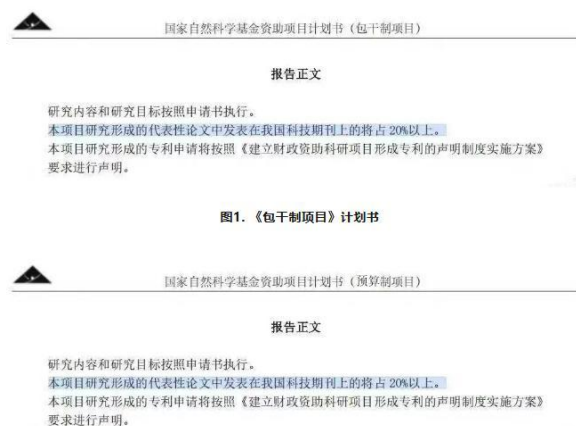 国家自然科学基金资助项目计划书（包干制项目）
报告正文
研究内容和研究目标按照申请书执行。
本项目研究形成的代表性论文中发表在我国科技期刊上的将占 20%以上。
本项目研究形成的专利申请将按照《建立财政资助科研项目形成专利的声明制度实施方案》
要求进行声明。
图1. 《包干制项目》计划书
国家自然科学基金资助项目计划书（预算制项目）
报告正文
研究内容和研究目标按照申请书执行。
本项目研究形成的代表性论文中发表在我国科技期刊上的将占 20%以上。
本项目研究形成的专利申请将按照《建立财政资助科研项目形成专利的声明制度实施方案》
要求进行声明。